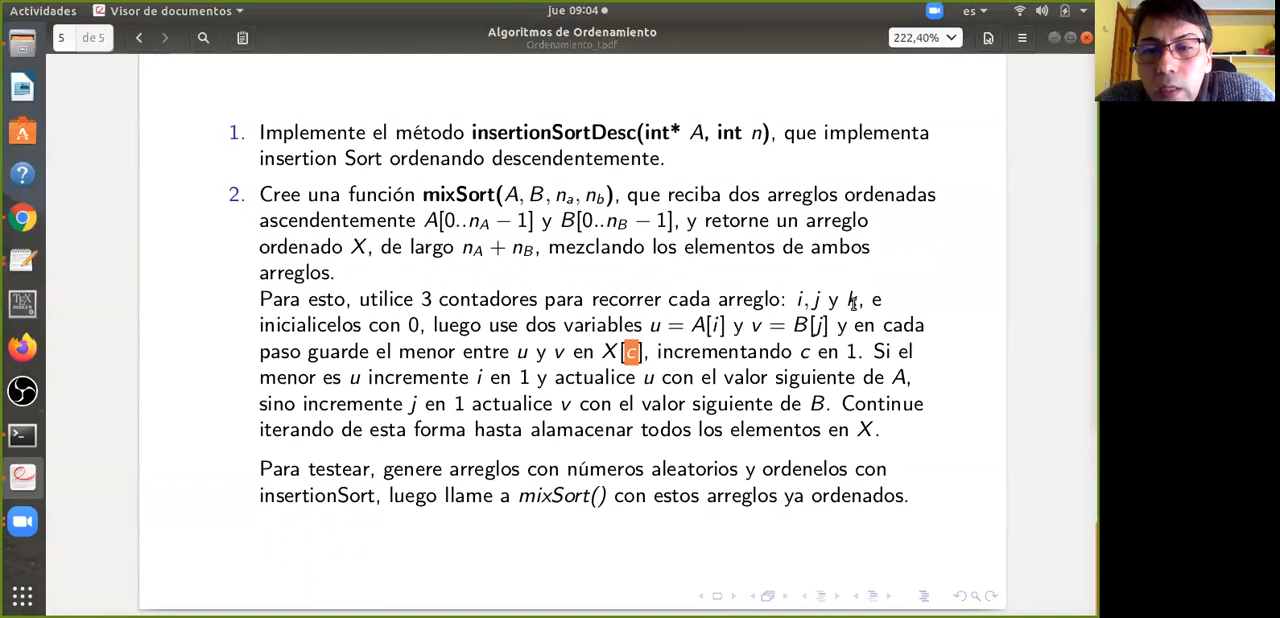 Actividades Visor de documentos jue 09:04 es
5 de 5 Algoritmos de Ordenamiento 222,40%
Ordenamiento_I.pdf
1. Implemente el método insertionSortDesc(int* A, int n), que implementa
insertion Sort ordenando descendentemente.
2. Cree una función mixSort(A, B, na, nb), que reciba dos arreglos ordenadas
ascendentemente A[0..nA − 1] y B[0..nB − 1], y retorne un arreglo
ordenado X, de largo nA + nB, mezclando los elementos de ambos
arreglos.
Para esto, utilice 3 contadores para recorrer cada arreglo: i, j y k, e
inicialicelos con 0, luego use dos variables u = A[i] y v = B[j] y en cada
paso guarde el menor entre u y v en X[c], incrementando c en 1. Si el
menor es u incremente i en 1 y actualice u con el valor siguiente de A,
sino incremente j en 1 actualice v con el valor siguiente de B. Continue
iterando de esta forma hasta alamacenar todos los elementos en X.
Para testear, genere arreglos con números aleatorios y ordenelos con
insertionSort, luego llame a mixSort() con estos arreglos ya ordenados.